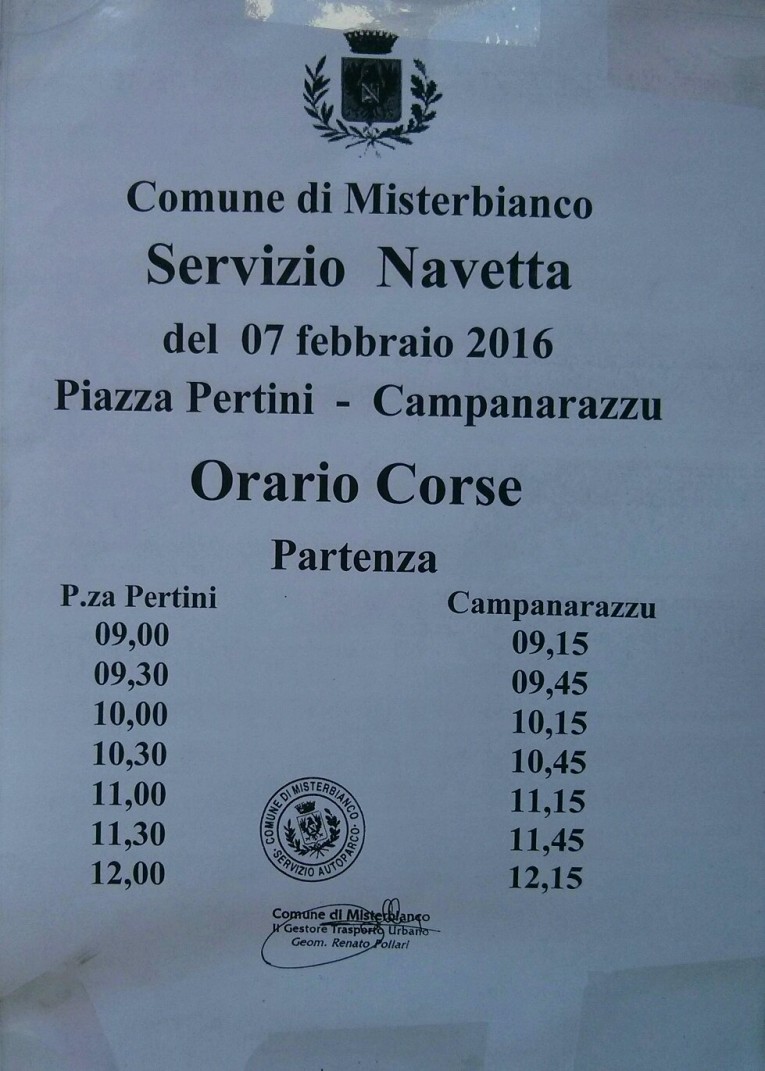 Comune di Misterbianco
Servizio Navetta
del 07 febbraio 2016
Piazza Pertini - Campanarazzu
Orario Corse
Partenza
P.za Pertini Campanarazzu
09,00 09,15
09,30 09,45
10,00 10,15
10,30 10,45
11,00 11,15
11,30 11,45
12,00 12,15
COMUNE DI MISTERBIANCO
SERVIZIO AUTOPARCO
Comune di Misterbianco
Il Gestore Trasporto Urbano
Geom. Renato Pollari